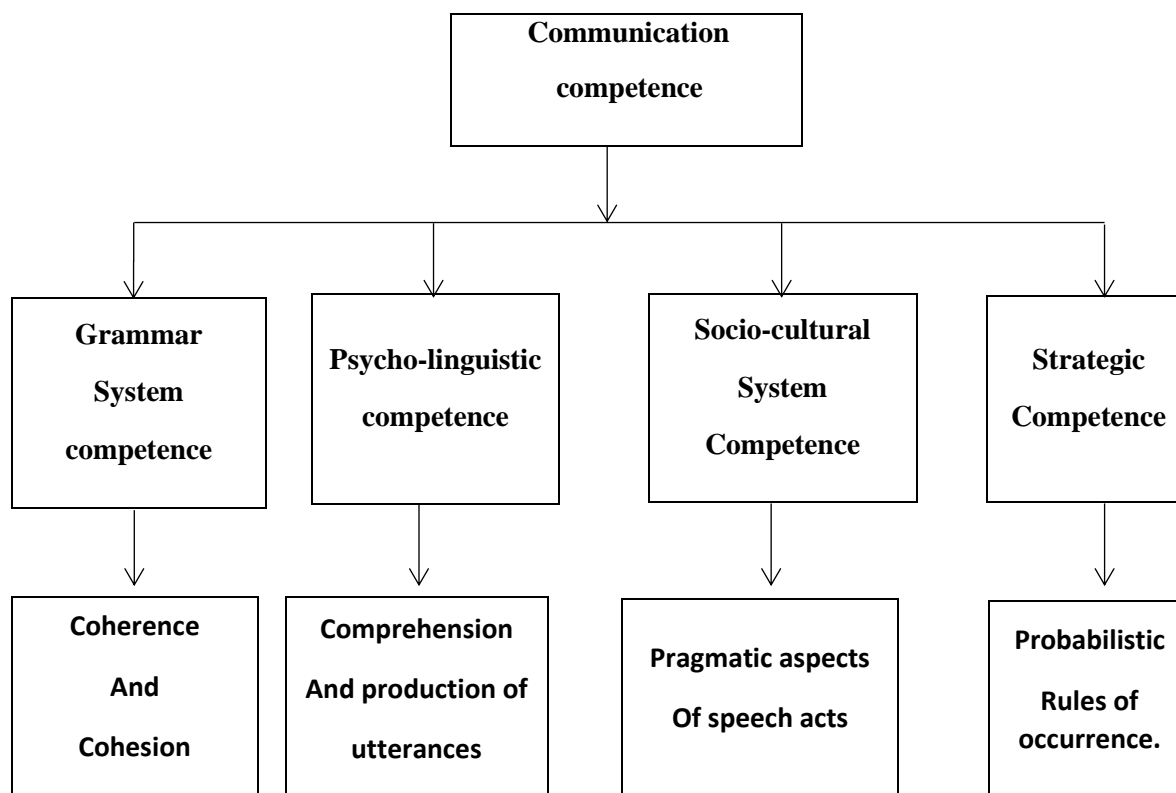 Communication
competence
Grammar
System
competence
Psycho-linguistic
competence
Socio-cultural
System
Competence
Strategic
Competence
Coherence
And
Cohesion
Comprehension
And production of
utterances
Pragmatic aspects
Of speech acts
Probabilistic
Rules of
occurrence.